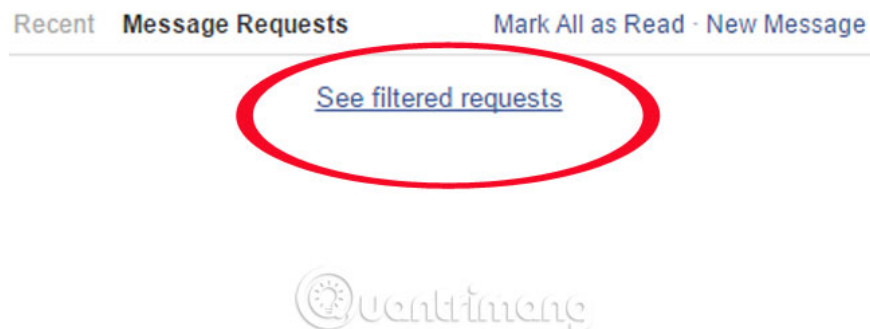 Recent Message Requests Mark All as Read · New Message
See filtered requests
Quantrimang